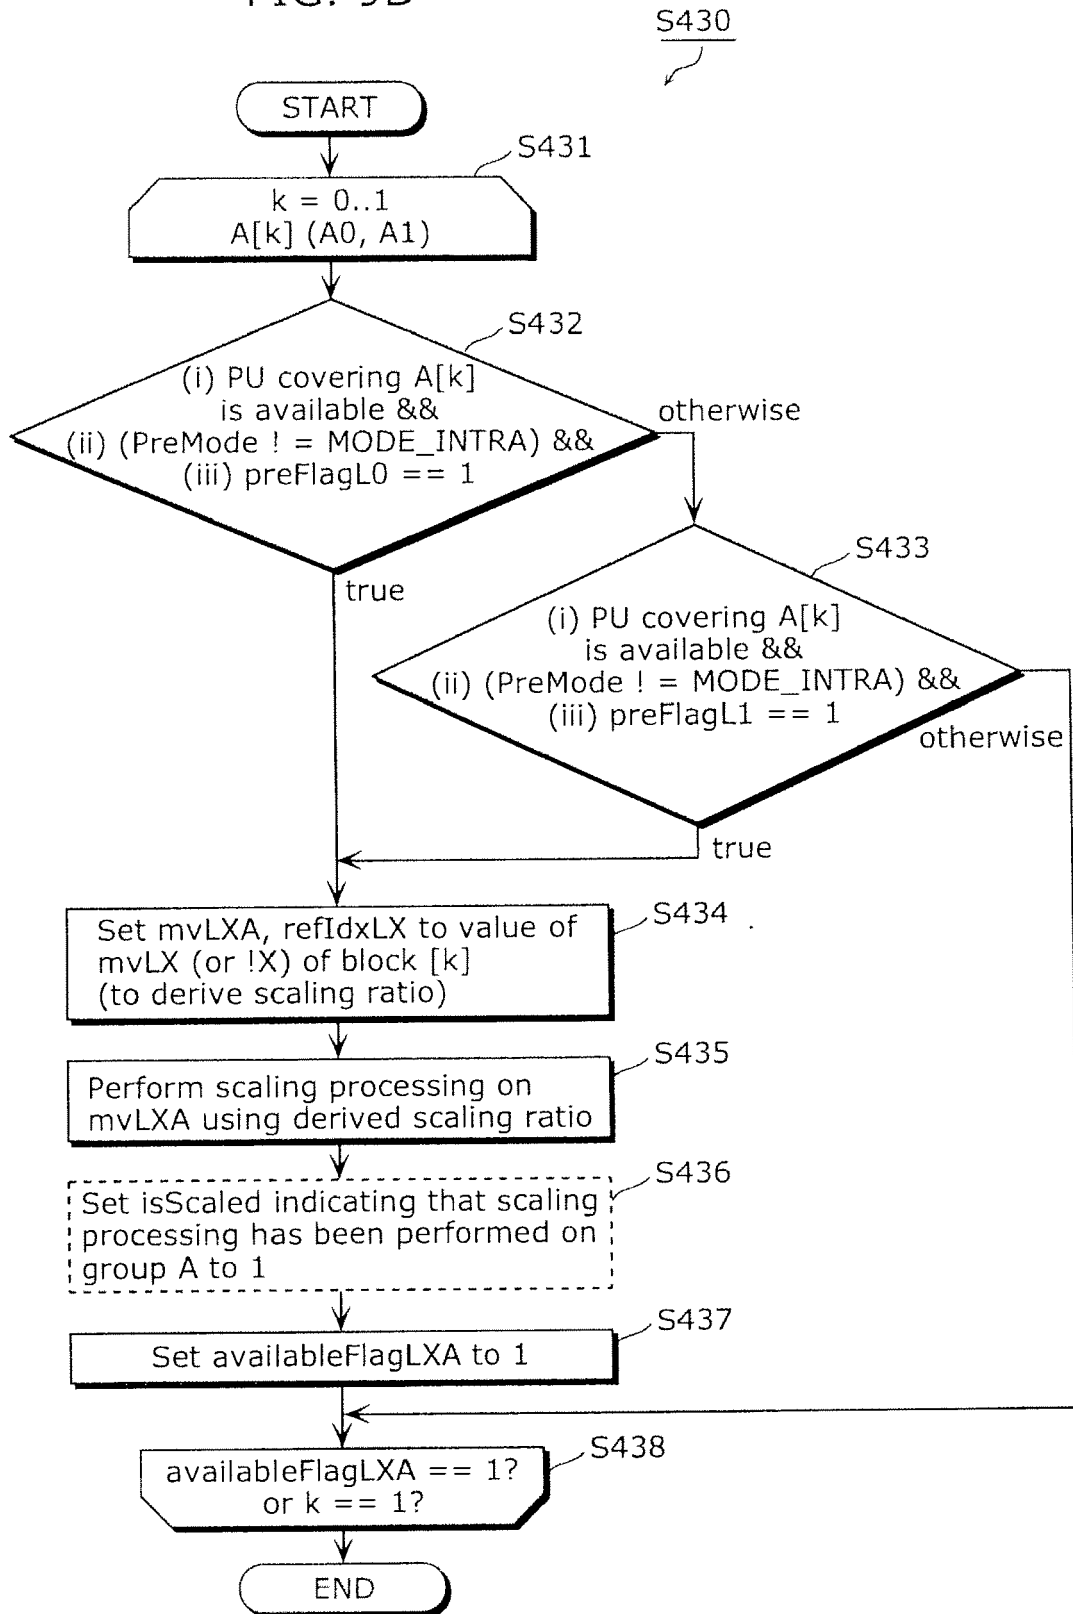 FIG. 9B
S430
START
S431
k = 0..1
A[k] (A0, A1)
S432
(i) PU covering A[k]
is available &&
(ii) (PreMode ! = MODE_INTRA) &&
(iii) preFlagL0 == 1
otherwise
true
S433
(i) PU covering A[k]
is available &&
(ii) (PreMode ! = MODE_INTRA) &&
(iii) preFlagL1 == 1
otherwise
true
S434
Set mvLXA, refIdxLX to value of
mvLX (or !X) of block [k]
(to derive scaling ratio)
S435
Perform scaling processing on
mvLXA using derived scaling ratio
S436
Set isScaled indicating that scaling
processing has been performed on
group A to 1
S437
Set availableFlagLXA to 1
S438
availableFlagLXA == 1?
or k == 1?
END